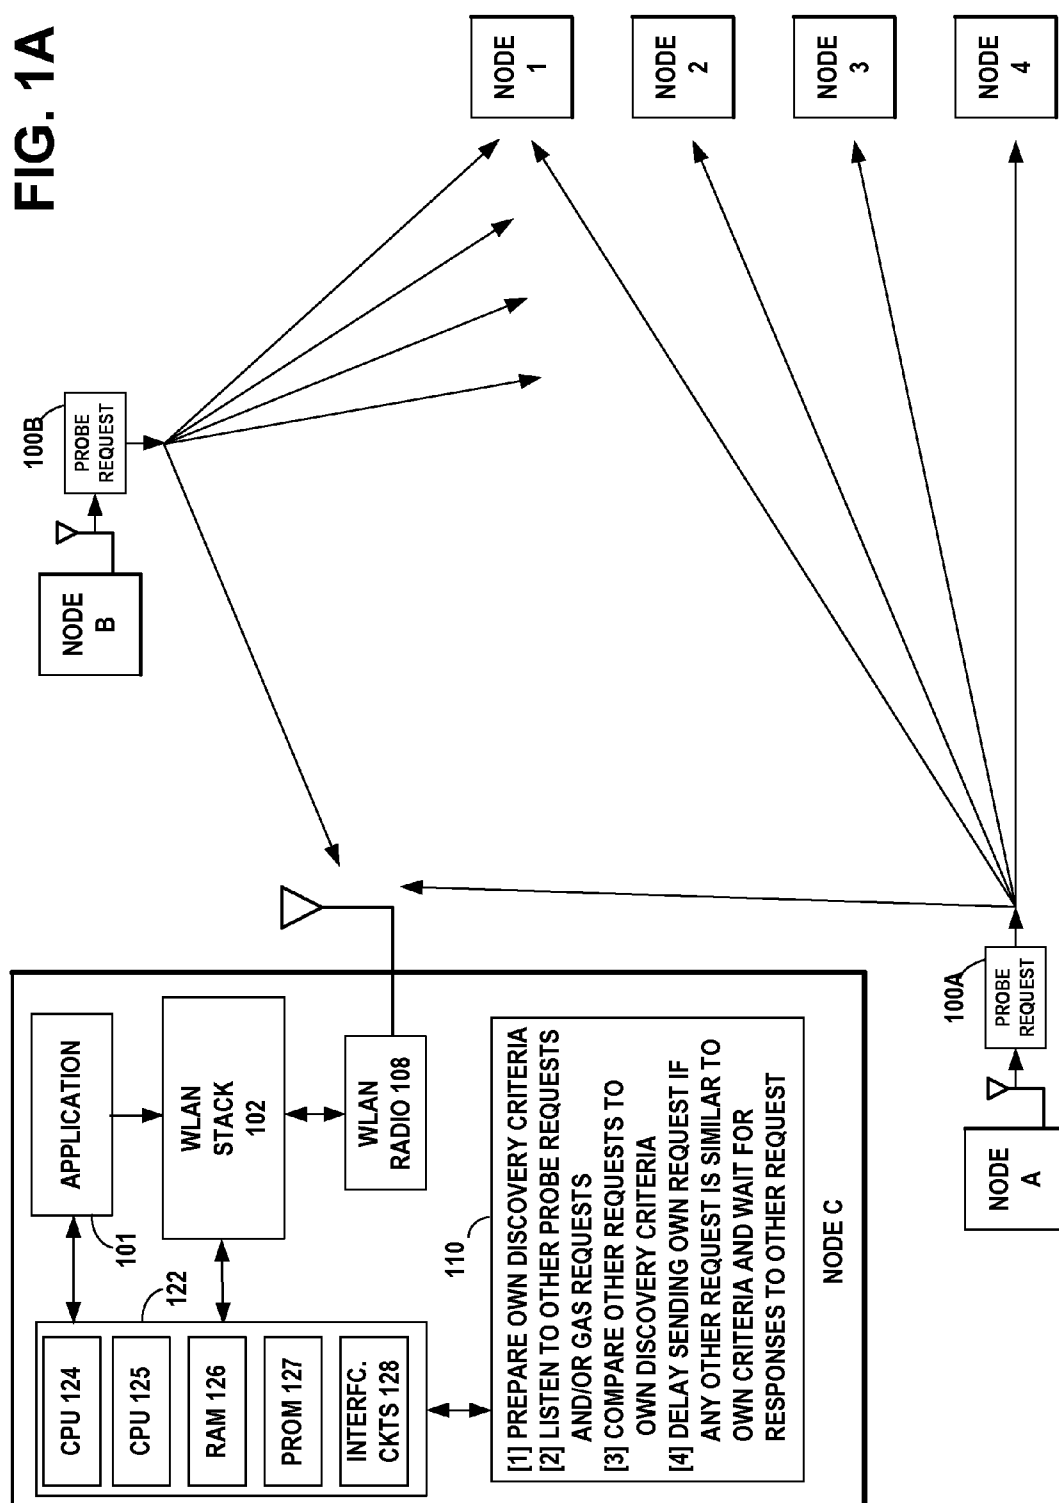 FIG. 1A
CPU 124
CPU 125
RAM 126
PROM 127
INTERFC.
CKTS 128
122
101
APPLICATION
WLAN
STACK
102
WLAN
RADIO 108
110
[1] PREPARE OWN DISCOVERY CRITERIA
[2] LISTEN TO OTHER PROBE REQUESTS
AND/OR GAS REQUESTS
[3] COMPARE OTHER REQUESTS TO
OWN DISCOVERY CRITERIA
[4] DELAY SENDING OWN REQUEST IF
ANY OTHER REQUEST IS SIMILAR TO
OWN CRITERIA AND WAIT FOR
RESPONSES TO OTHER REQUEST
NODE C
NODE
B
100B
PROBE
REQUEST
NODE
A
100A
PROBE
REQUEST
NODE
1
NODE
2
NODE
3
NODE
4